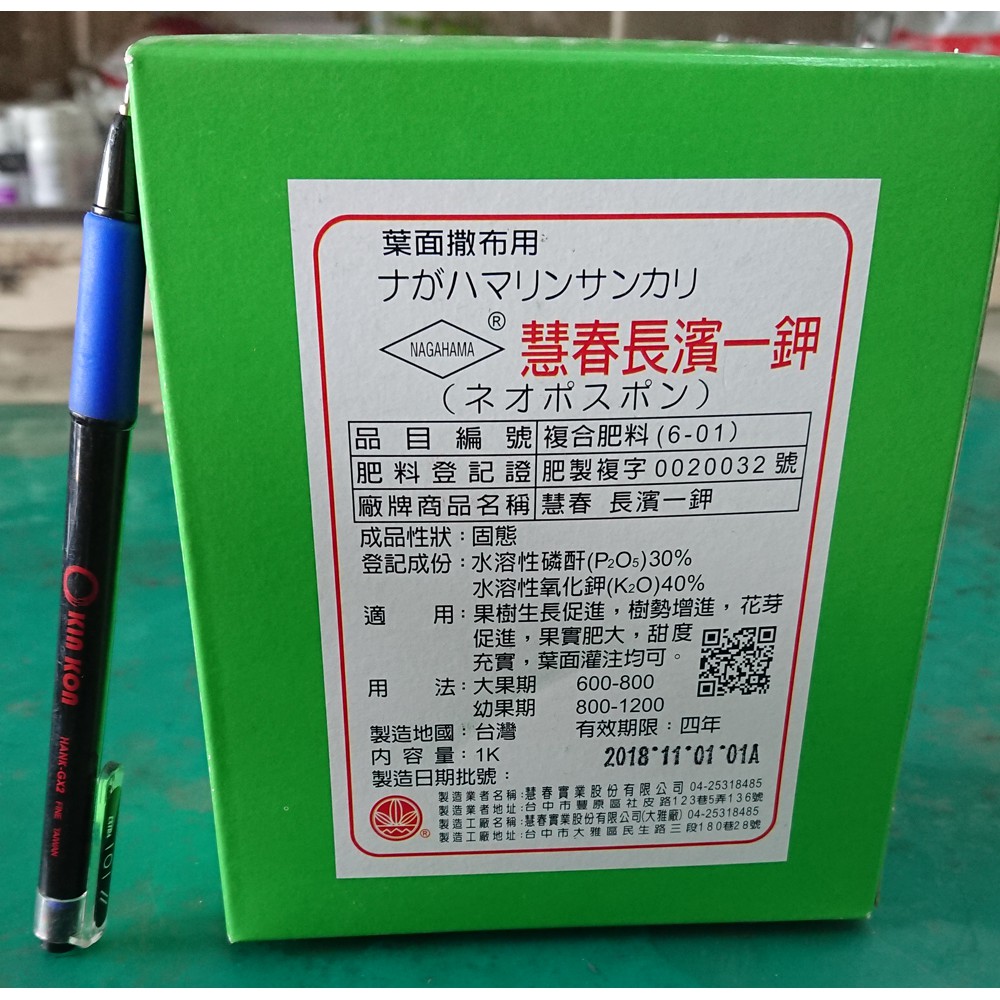 葉面撒布用
ナがハマリンサンカリ
NAGAHAMA ® 慧春長濱一鉀
(ネオポスポン)
品目編號 複合肥料(6-01)
肥料登記證 肥製複字0020032號
廠牌商品名稱 慧春 長濱一鉀
成品性狀:固態
登記成份:水溶性磷酐(P₂O₅)30%
水溶性氧化鉀(K₂O)40%
適用:果樹生長促進,樹勢增進,花芽
促進,果實肥大,甜度
充實,葉面灌注均可。
用法:大果期 600-800
幼果期 800-1200
製造地國:台灣 有效期限:四年
內容量:1K 2018 11 01 01A
製造日期批號:
製造業者名稱:慧春實業股份有限公司 04-25318485
製造業者地址:台中市豐原區社皮路123巷5弄136號
製造工廠名稱:慧春實業股份有限公司(大雅廠) 04-25318485
製造工廠地址:台中市大雅區民生路三段180巷28號
®
KIN KON
HANK-GX2 FINE TAIWAN